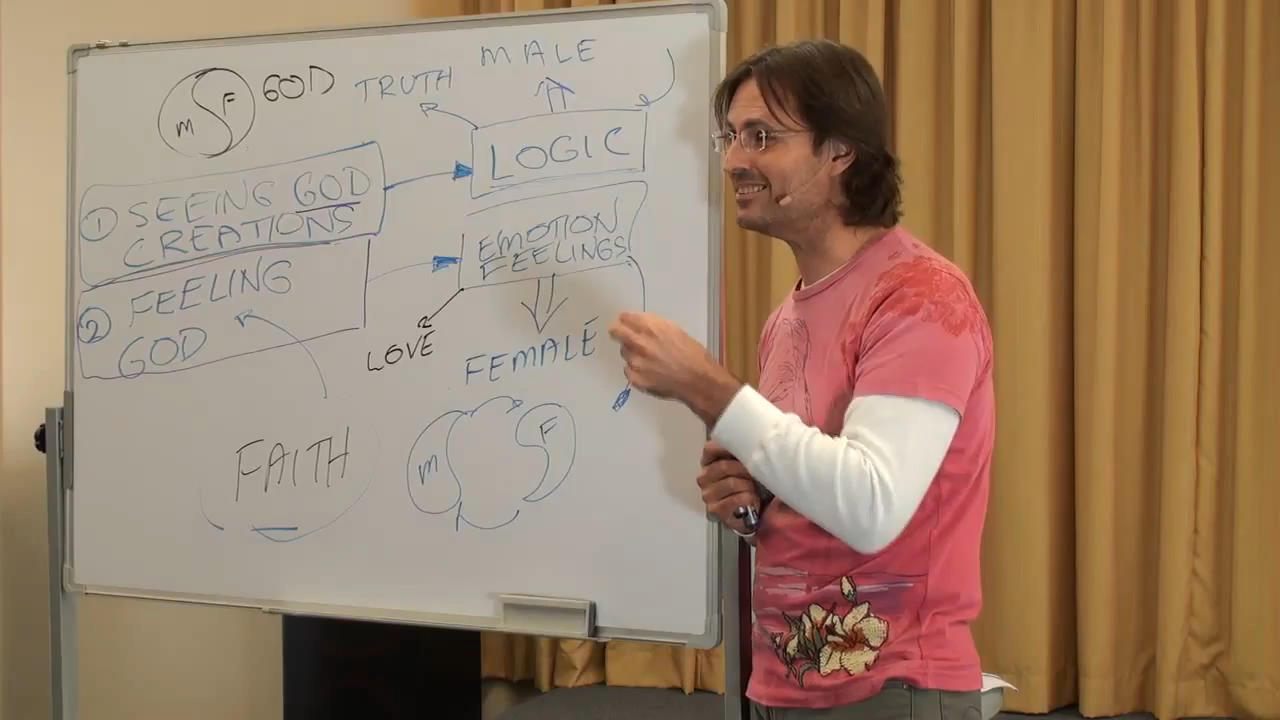 m F GOD
TRUTH
MALE
LOGIC
① SEEING GOD
CREATIONS
② FEELING
GOD
EMOTION
FEELINGS
LOVE
FEMALE
FAITH
m F